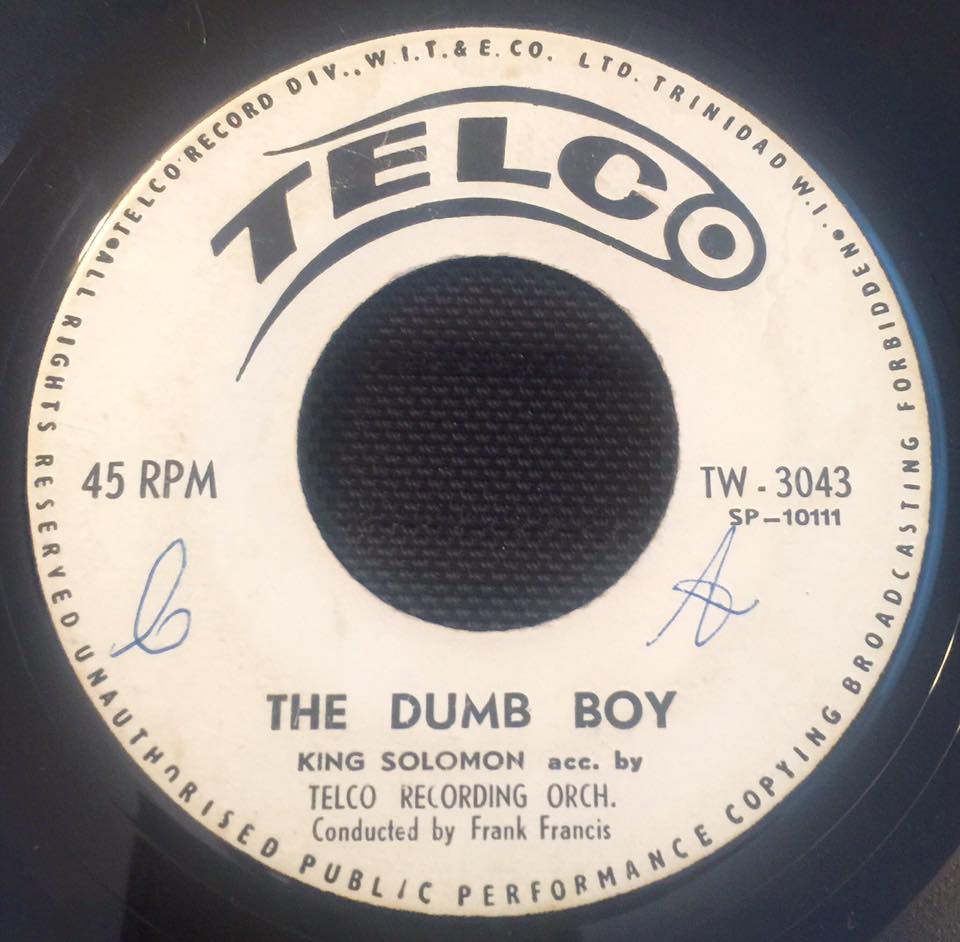 TELCO RECORD DIV.,W.I.T.& E. CO. LTD. TRINIDAD W.I.
TELCO
45 RPM
TW - 3043
SP-10111
A
THE DUMB BOY
KING SOLOMON acc. by
TELCO RECORDING ORCH.
Conducted by Frank Francis
ALL RIGHTS RESERVED UNAUTHORISED PUBLIC PERFORMANCE COPYING BROADCASTING FORBIDDEN